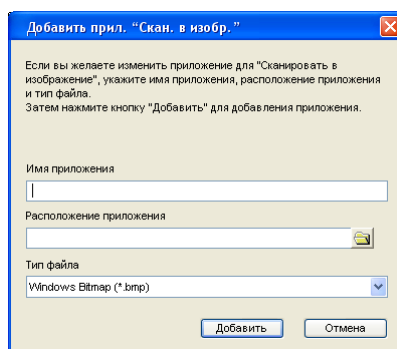 Добавить прил. “Скан. в изобр.”
Если вы желаете изменить приложение для "Сканировать в
изображение", укажите имя приложения, расположение приложения
и тип файла.
Затем нажмите кнопку "Добавить" для добавления приложения.
Имя приложения
Расположение приложения
Тип файла
Windows Bitmap (*.bmp)
Добавить
Отмена